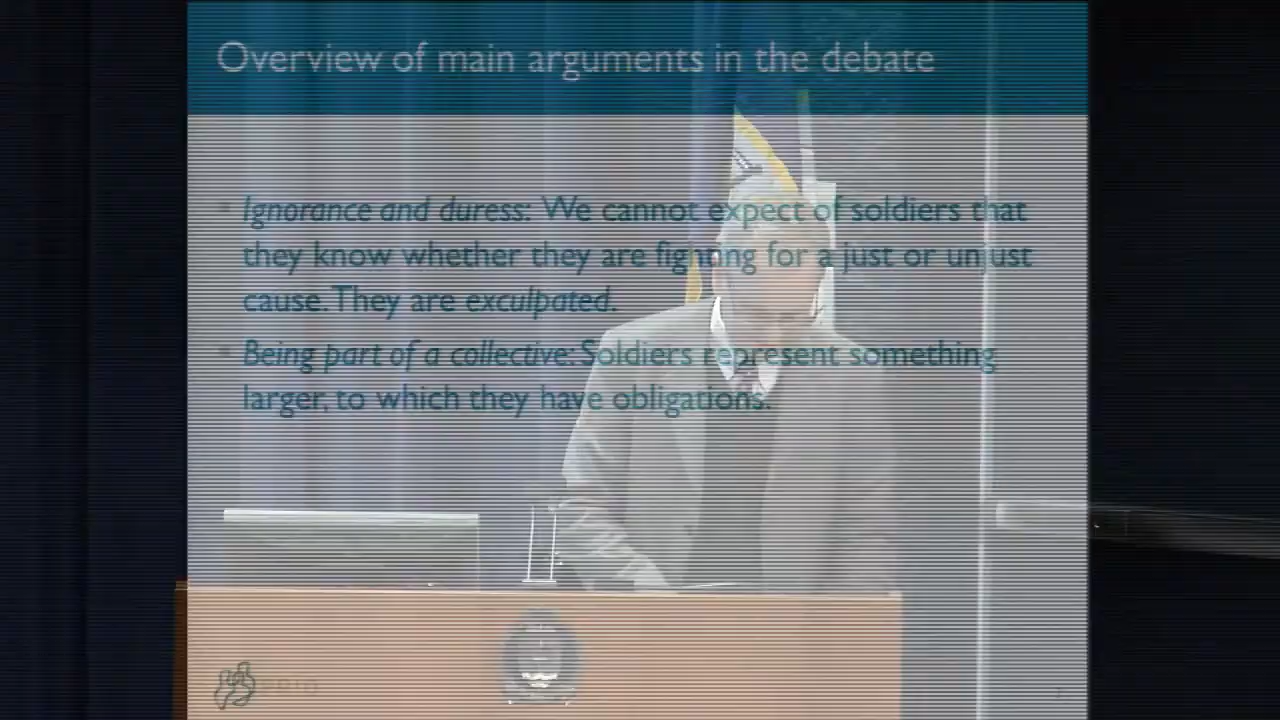 Overview of main arguments in the debate
Ignorance and duress: We cannot expect of soldiers that
they know whether they are fighting for a just or unjust
cause. They are exculpated.
Being part of a collective: Soldiers represent something
larger, to which they have obligations.
PRIO